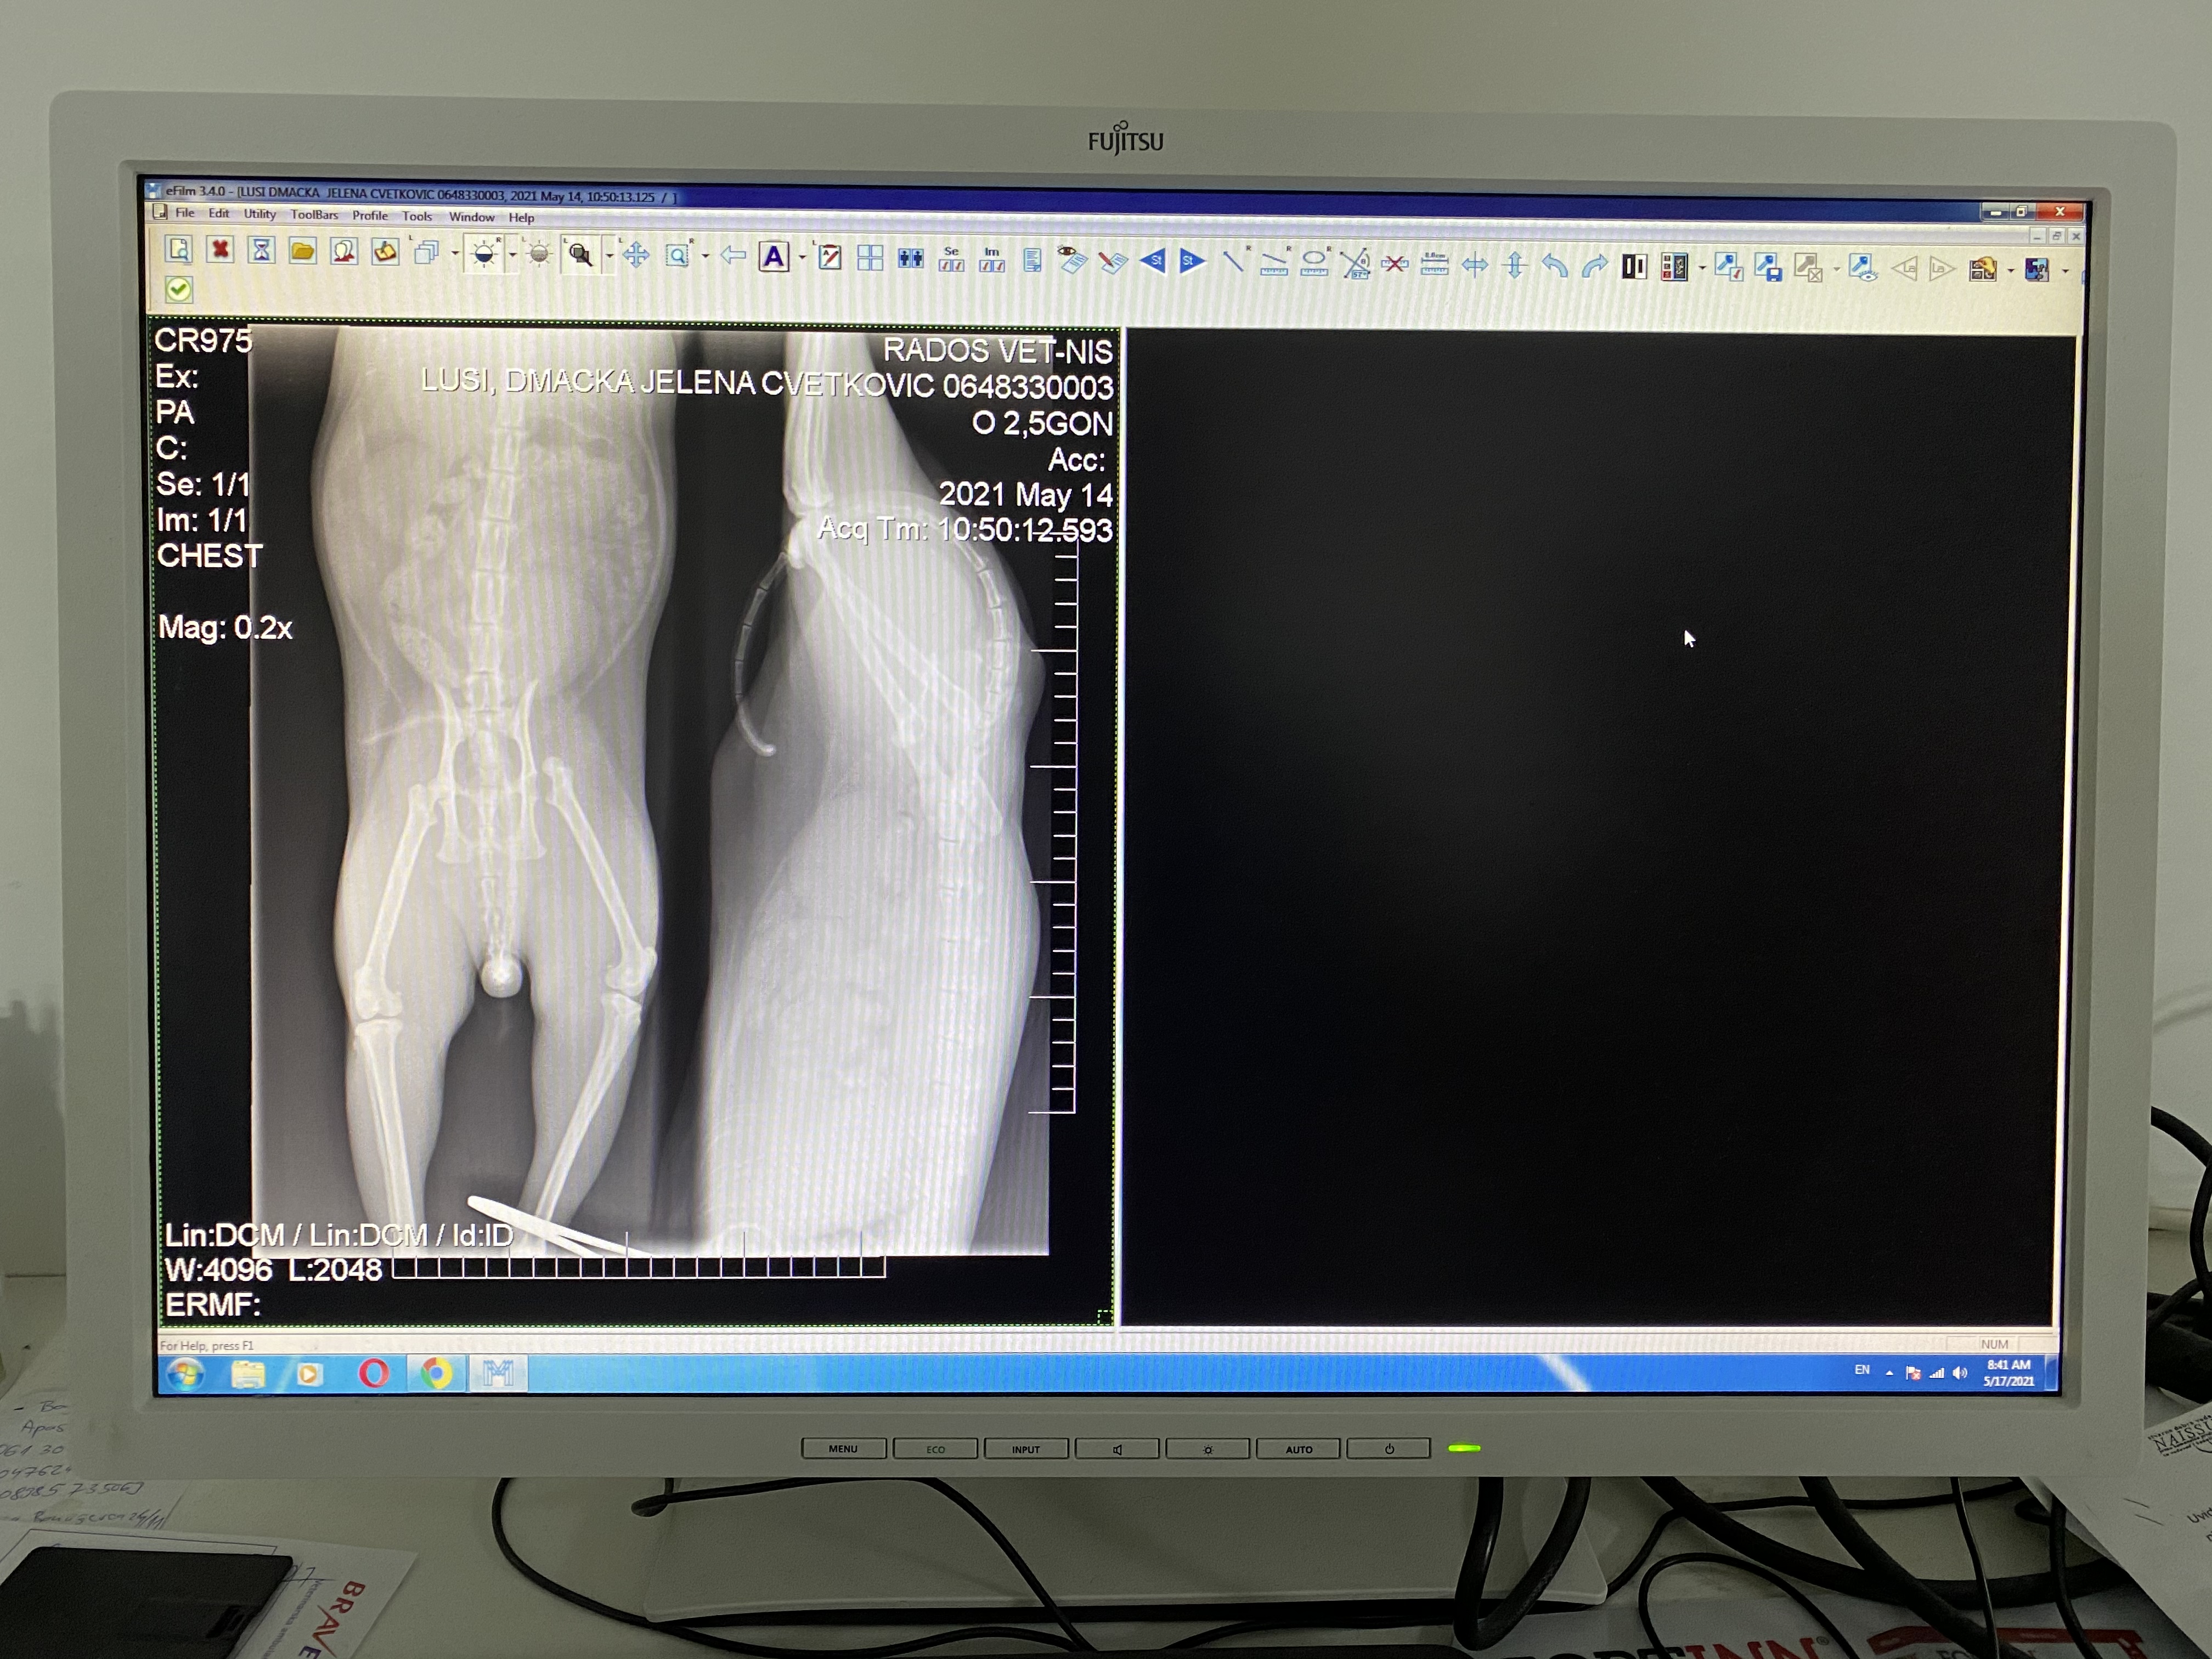 FUJITSU
eFilm 3.4.0 - [LUSI DMACKA JELENA CVETKOVIC 0648330003, 2021 May 14, 10:50:13.125 / ]
File Edit Utility ToolBars Profile Tools Window Help
Se
Im
CR975
Ex:
PA
C:
Se: 1/1
Im: 1/1
CHEST
Mag: 0.2x
RADOS VET-NIS
LUSI, DMACKA JELENA CVETKOVIC 0648330003
O 2,5GON
Acc:
2021 May 14
Acq Tm: 10:50:12.593
Lin:DCM / Lin:DCM / Id:ID
W:4096 L:2048
ERMF:
For Help, press F1
NUM
EN
8:41 AM
5/17/2021
MENU ECO INPUT AUTO
BRAVE
NAISSU